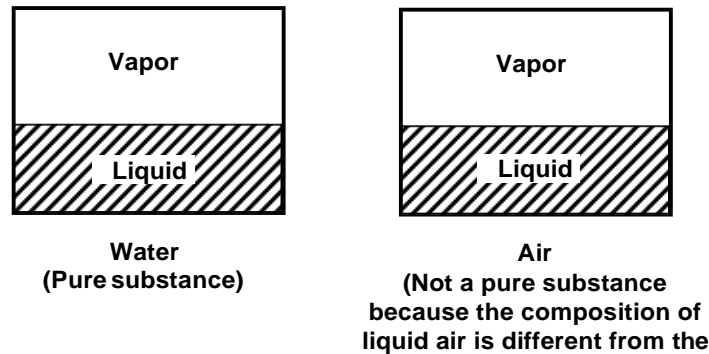 Vapor
Liquid
Water
(Pure substance)
Vapor
Liquid
Air
(Not a pure substance
because the composition of
liquid air is different from the